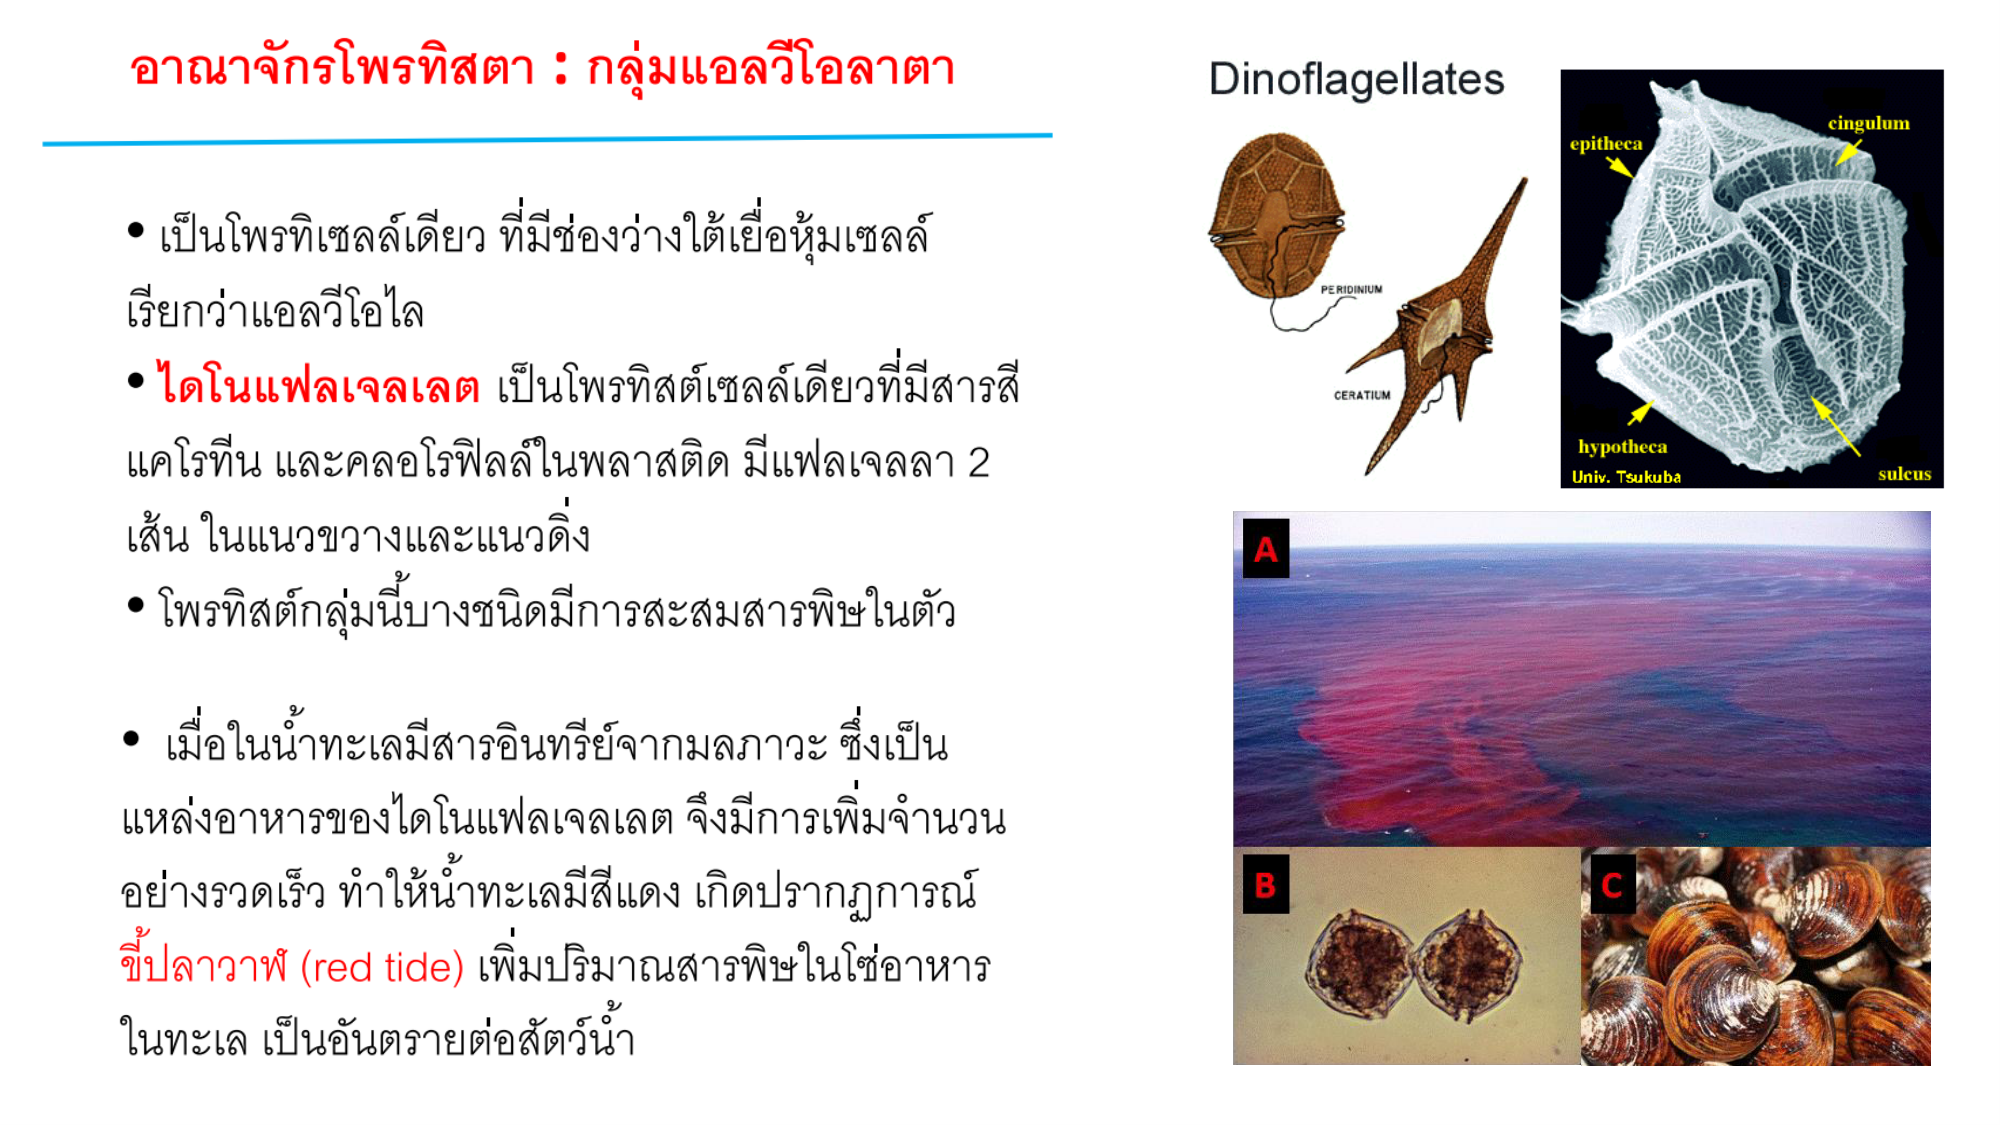 อาณาจักรโพรทิสตา : กลุ่มแอลวีโอลาตา
• เป็นโพรทิเซลล์เดียว ที่มีช่องว่างใต้เยื่อหุ้มเซลล์
เรียกว่าแอลวีโอไล
• ไดโนแฟลเจลเลต เป็นโพรทิสต์เซลล์เดียวที่มีสารสี
แคโรทีน และคลอโรฟิลล์ในพลาสติด มีแฟลเจลลา 2
เส้น ในแนวขวางและแนวดิ่ง
• โพรทิสต์กลุ่มนี้บางชนิดมีการสะสมสารพิษในตัว
• เมื่อในน้ำทะเลมีสารอินทรีย์จากมลภาวะ ซึ่งเป็น
แหล่งอาหารของไดโนแฟลเจลเลต จึงมีการเพิ่มจำนวน
อย่างรวดเร็ว ทำให้น้ำทะเลมีสีแดง เกิดปรากฏการณ์
ขี้ปลาวาฬ (red tide) เพิ่มปริมาณสารพิษในโซ่อาหาร
ในทะเล เป็นอันตรายต่อสัตว์น้ำ
Dinoflagellates
PERIDINIUM
CERATIUM
epitheca
cingulum
hypotheca
sulcus
Univ. Tsukuba
A
B
C